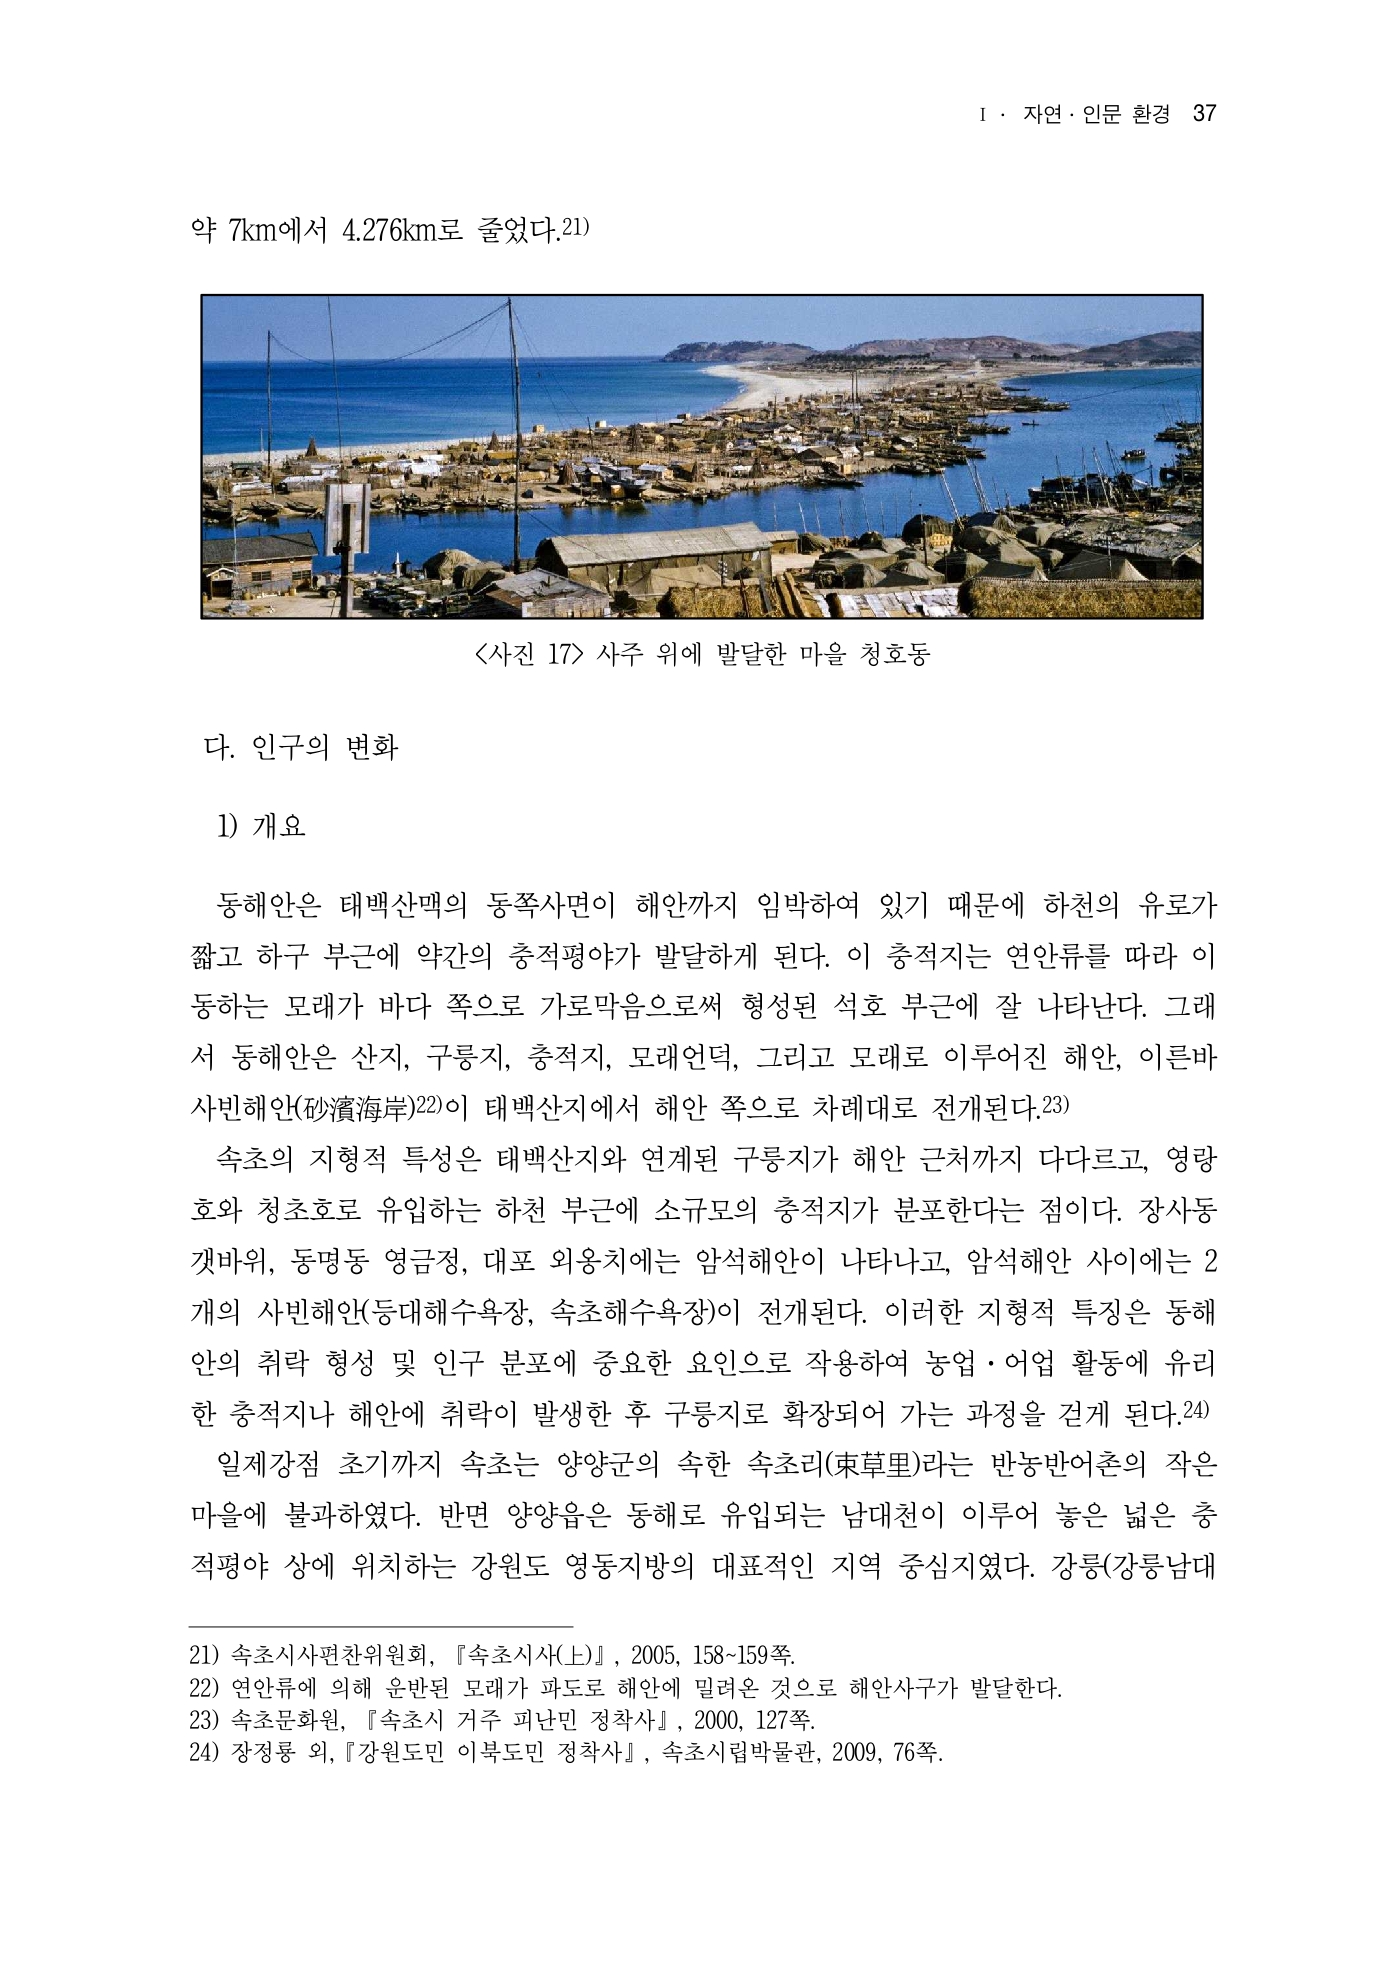 I · 자연·인문 환경 37
약 7km에서 4.276km로 줄었다.21)
<사진 17> 사주 위에 발달한 마을 청호동
다. 인구의 변화
1) 개요
동해안은 태백산맥의 동쪽사면이 해안까지 임박하여 있기 때문에 하천의 유로가
짧고 하구 부근에 약간의 충적평야가 발달하게 된다. 이 충적지는 연안류를 따라 이
동하는 모래가 바다 쪽으로 가로막음으로써 형성된 석호 부근에 잘 나타난다. 그래
서 동해안은 산지, 구릉지, 충적지, 모래언덕, 그리고 모래로 이루어진 해안, 이른바
사빈해안(砂濱海岸)22)이 태백산지에서 해안 쪽으로 차례대로 전개된다.23)
속초의 지형적 특성은 태백산지와 연계된 구릉지가 해안 근처까지 다다르고, 영랑
호와 청초호로 유입하는 하천 부근에 소규모의 충적지가 분포한다는 점이다. 장사동
갯바위, 동명동 영금정, 대포 외옹치에는 암석해안이 나타나고, 암석해안 사이에는 2
개의 사빈해안(등대해수욕장, 속초해수욕장)이 전개된다. 이러한 지형적 특징은 동해
안의 취락 형성 및 인구 분포에 중요한 요인으로 작용하여 농업·어업 활동에 유리
한 충적지나 해안에 취락이 발생한 후 구릉지로 확장되어 가는 과정을 걷게 된다.24)
일제강점 초기까지 속초는 양양군의 속한 속초리(束草里)라는 반농반어촌의 작은
마을에 불과하였다. 반면 양양읍은 동해로 유입되는 남대천이 이루어 놓은 넓은 충
적평야 상에 위치하는 강원도 영동지방의 대표적인 지역 중심지였다. 강릉(강릉남대
21) 속초시사편찬위원회, 『속초시사(上)』, 2005, 158~159쪽.
22) 연안류에 의해 운반된 모래가 파도로 해안에 밀려온 것으로 해안사구가 발달한다.
23) 속초문화원, 『속초시 거주 피난민 정착사』, 2000, 127쪽.
24) 장정룡 외,『강원도민 이북도민 정착사』, 속초시립박물관, 2009, 76쪽.